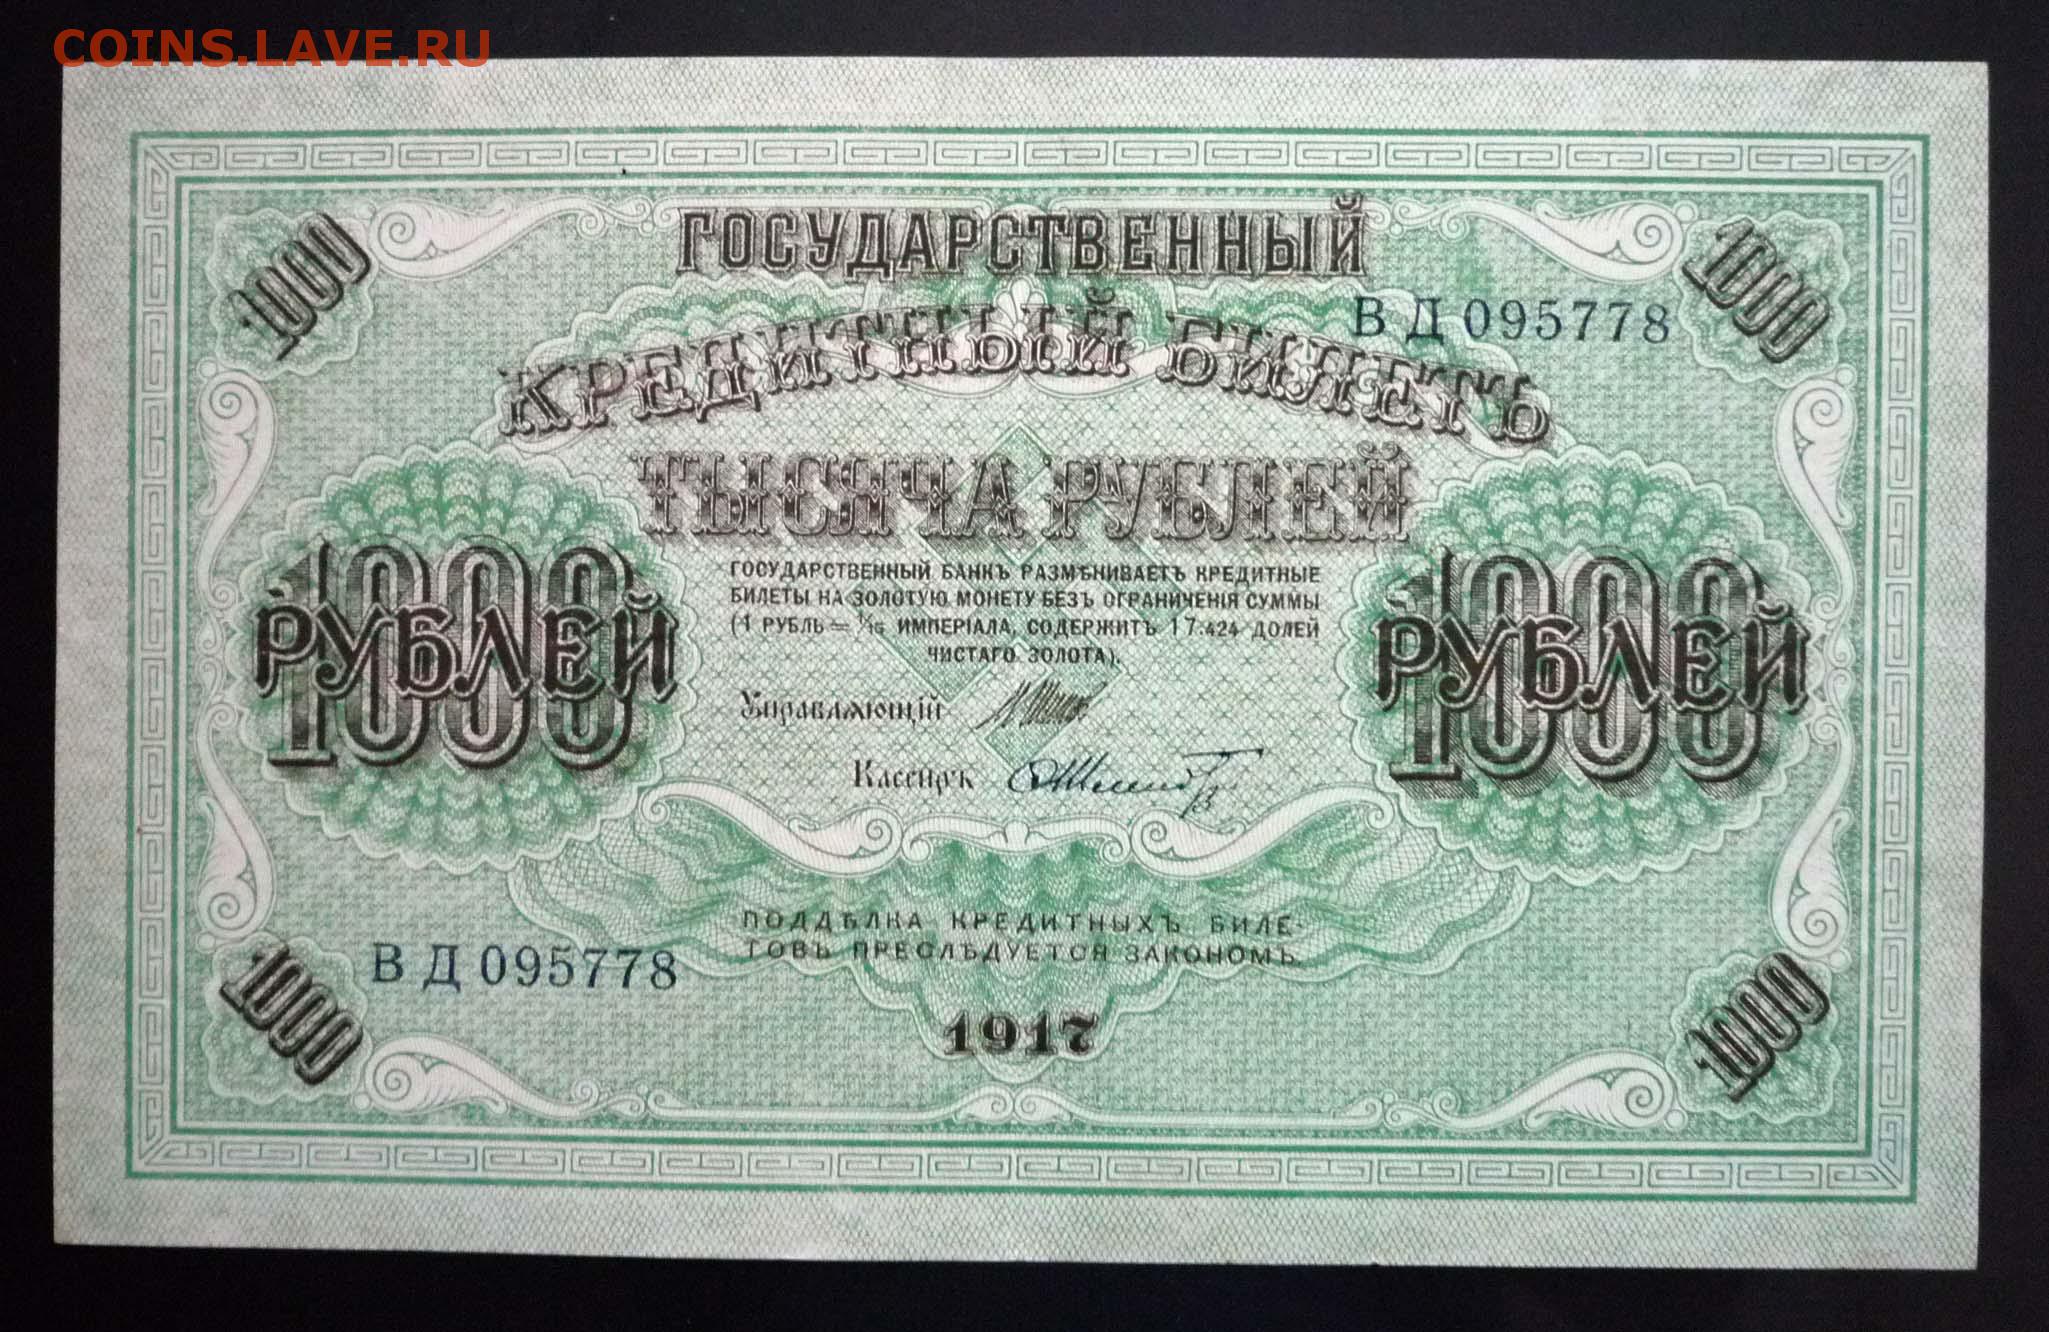 COINS.LAVE.RU
1000
ГОСУДАРСТВЕННЫЙ
1000
ВД 095778
КРЕДИТНЫЙ БИЛЕТЪ
ТЫСЯЧА РУБЛЕЙ
1000
РУБЛЕЙ
1000
РУБЛЕЙ
ГОСУДАРСТВЕННЫЙ БАНКЪ РАЗМѢНИВАЕТЪ КРЕДИТНЫЕ
БИЛЕТЫ НА ЗОЛОТУЮ МОНЕТУ БЕЗЪ ОГРАНИЧЕНІЯ СУММЫ
(1 РУБЛЬ = 1/15 ИМПЕРІАЛА, СОДЕРЖИТЪ 17.424 ДОЛЕЙ
ЧИСТАГО ЗОЛОТА).
Управляющій
Кассиръ
ПОДДѢЛКА КРЕДИТНЫХЪ БИЛЕ-
ТОВЪ ПРЕСЛѢДУЕТСЯ ЗАКОНОМЪ.
ВД 095778
1917
1000
1000